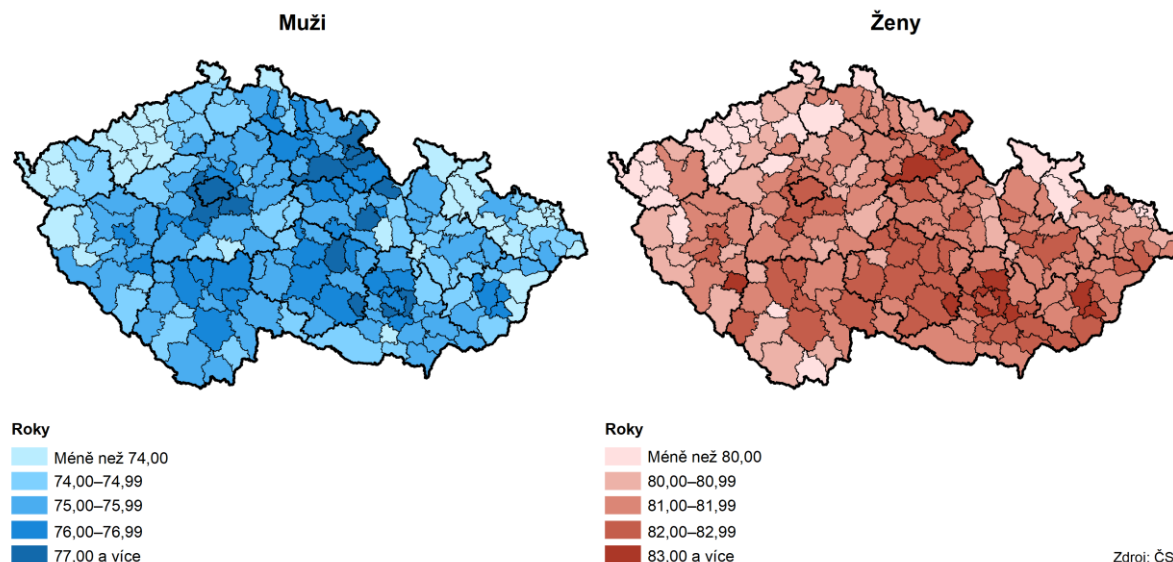 Muži
Ženy
Roky
Méně než 74,00
74,00–74,99
75,00–75,99
76,00–76,99
77.00 a více
Roky
Méně než 80,00
80,00–80,99
81,00–81,99
82,00–82,99
83.00 a více
Zdroj: ČS